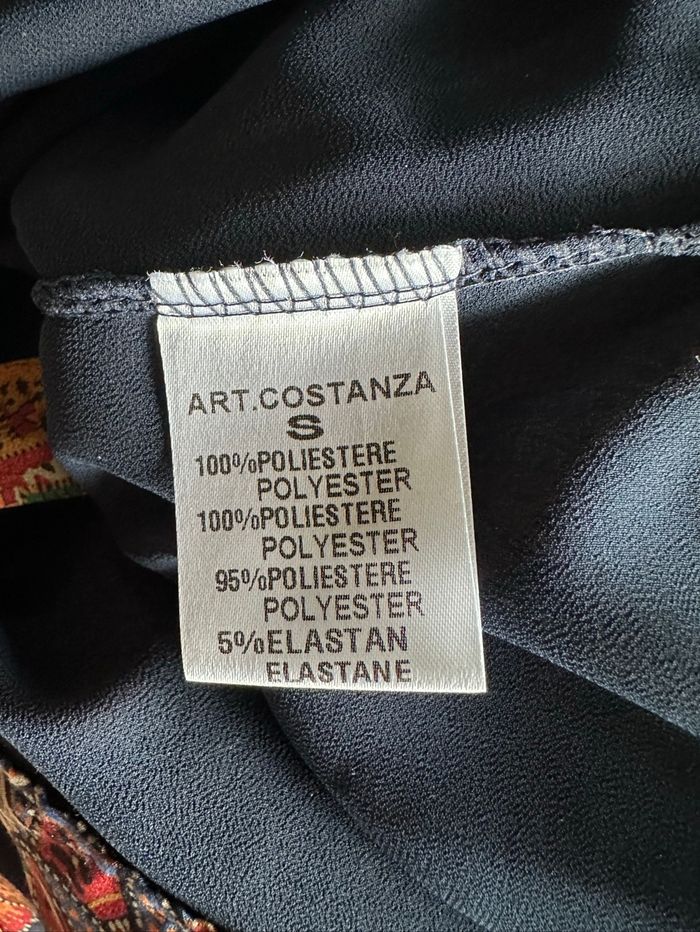 ART.COSTANZA
S
100%POLIESTERE
POLYESTER
100%POLIESTERE
POLYESTER
95%POLIESTERE
POLYESTER
5%ELASTAN
ELASTANE